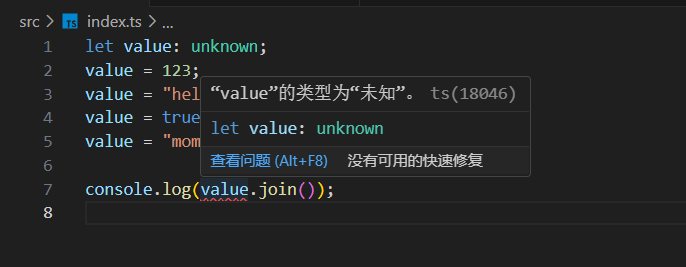 src > TS index.ts > ...
1 let value: unknown;
2 value = 123;
3 value = "hel
4 value = true
5 value = "mom
6
7 console.log(value.join());
8
“value”的类型为“未知”。 ts(18046)
let value: unknown
查看问题 (Alt+F8) 没有可用的快速修复